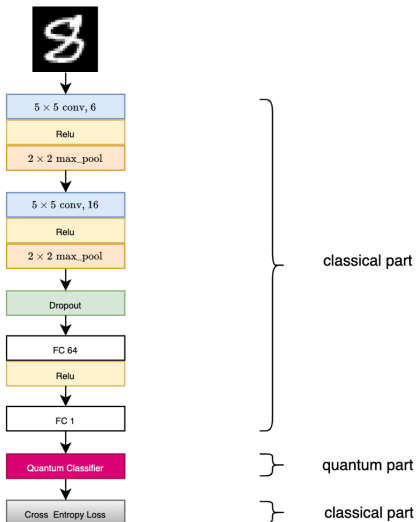 5 × 5 conv, 6
Relu
2 × 2 max_pool
5 × 5 conv, 16
Relu
2 × 2 max_pool
classical part
Dropout
FC 64
Relu
FC 1
Quantum Classifier
quantum part
Cross Entropy Loss
classical part